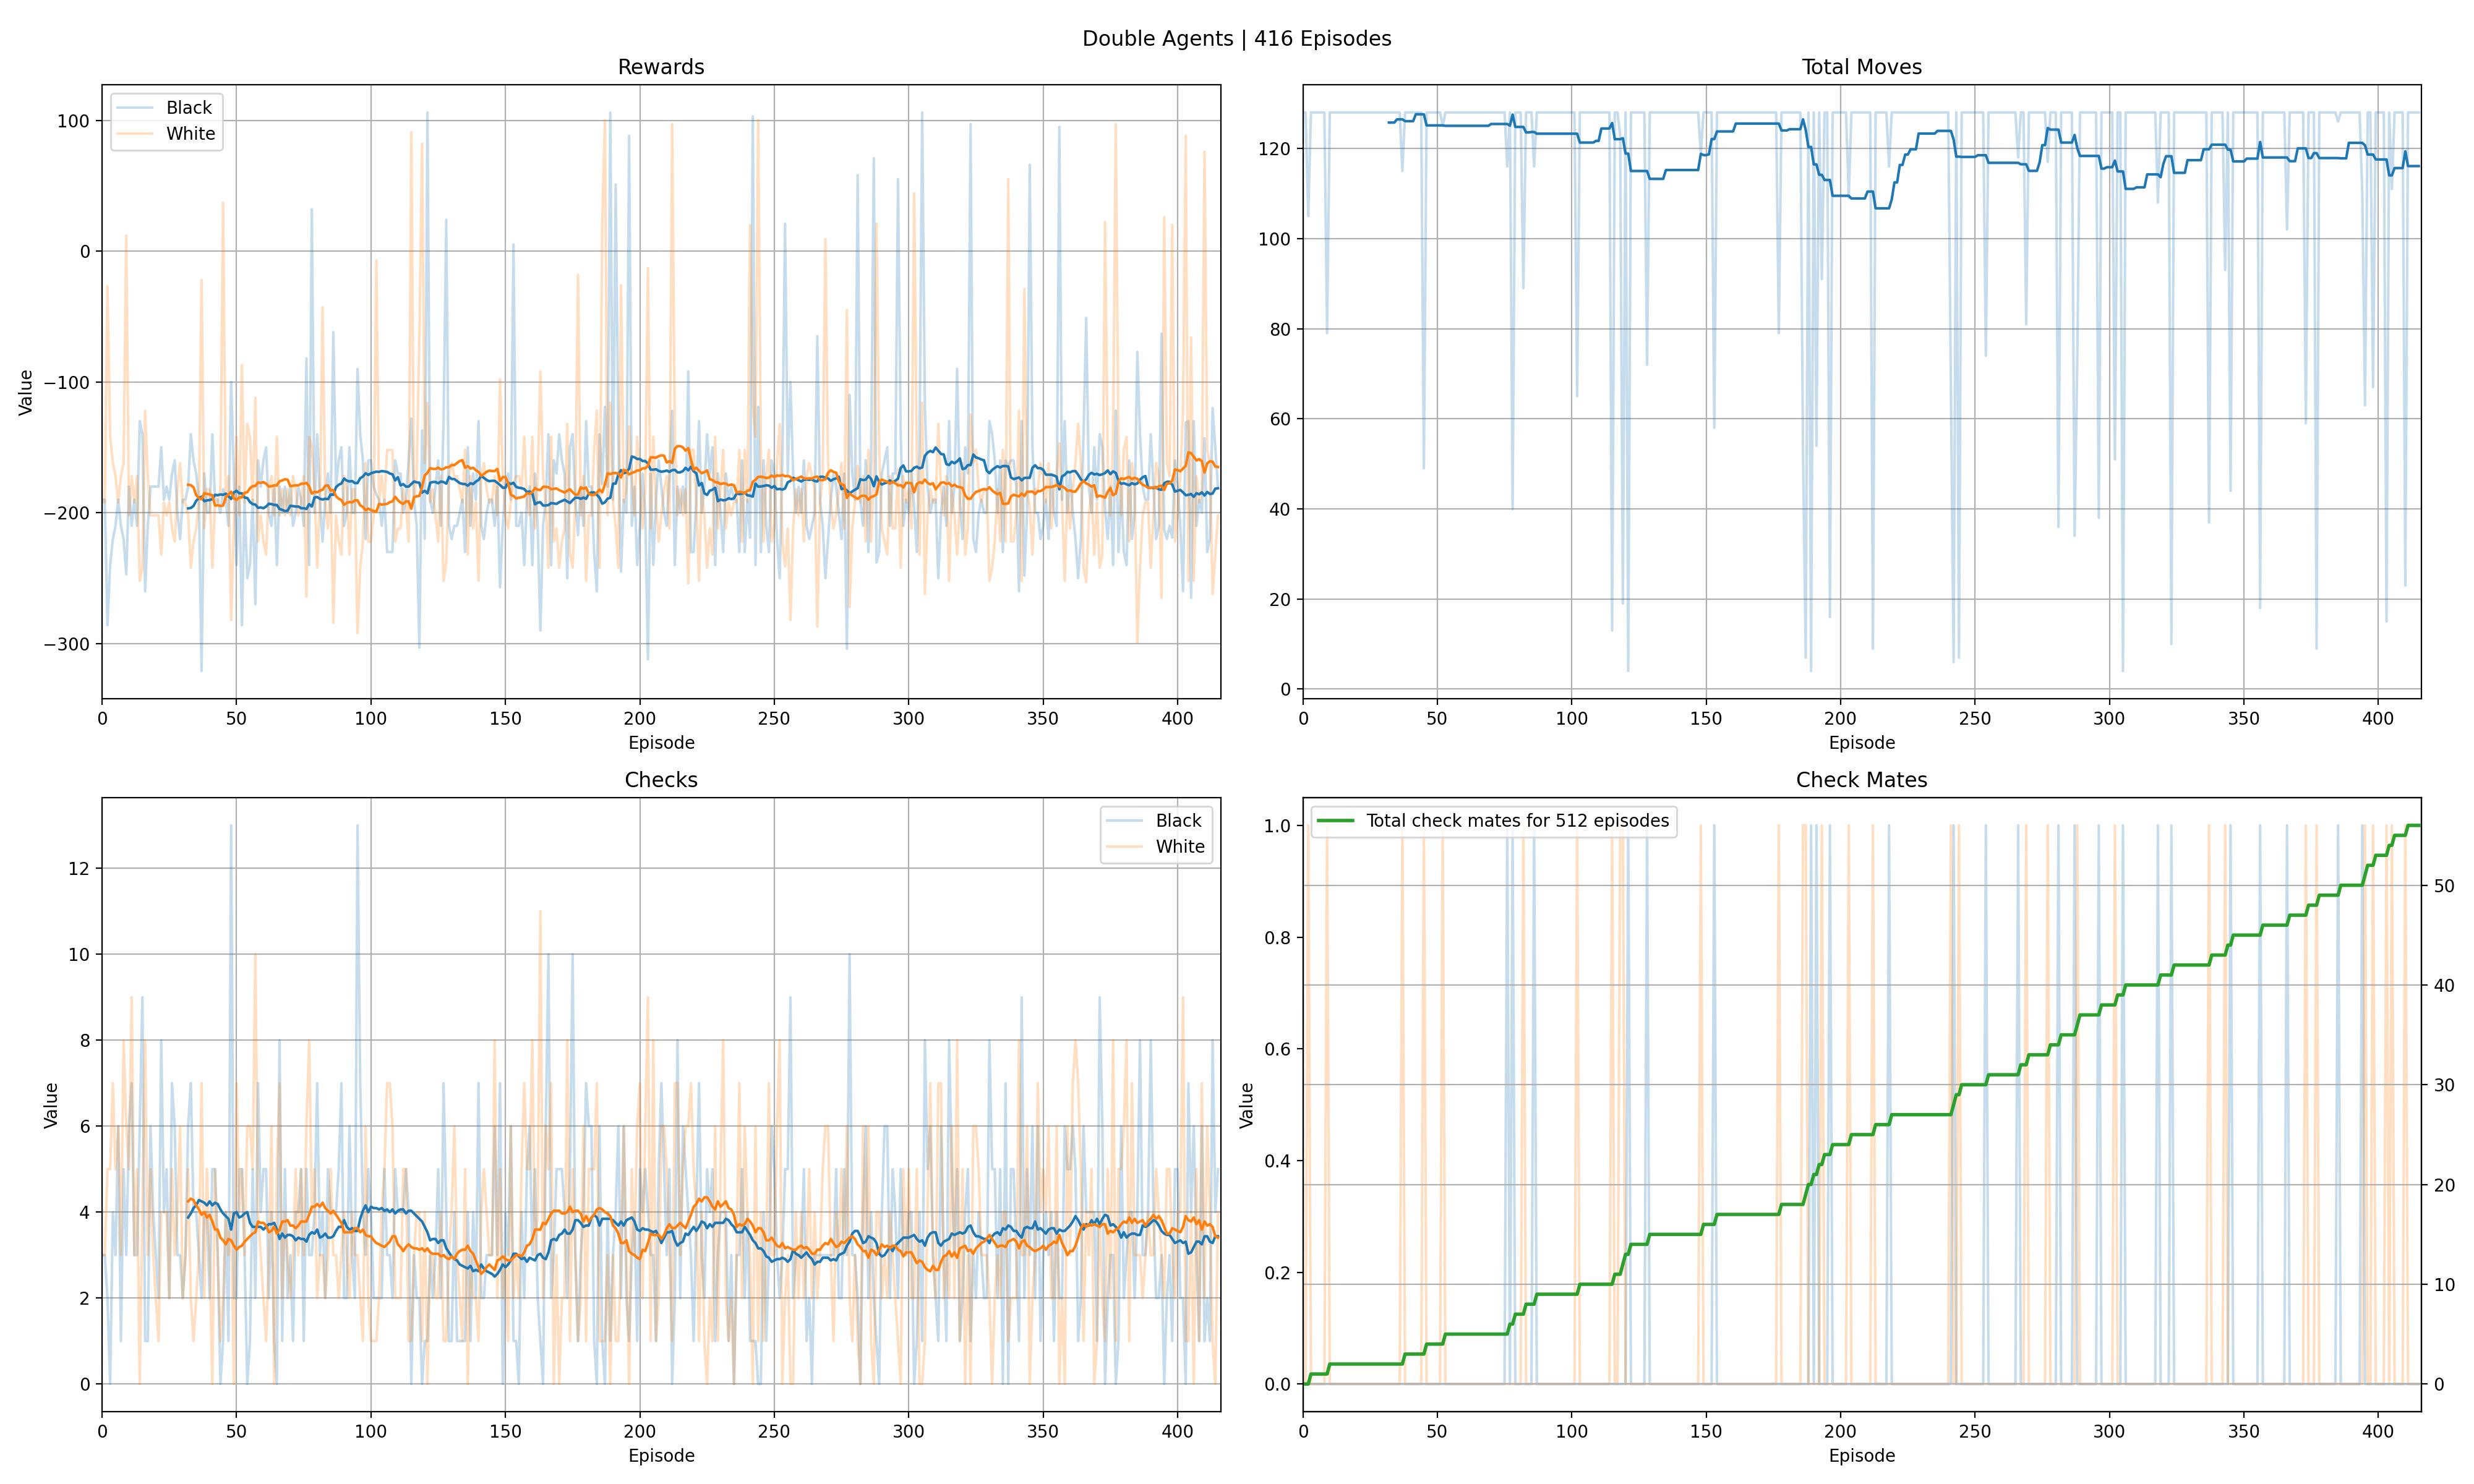 Double Agents | 416 Episodes
Rewards
Black
White
100
0
−100
−200
−300
Value
0 50 100 150 200 250 300 350 400
Episode
Total Moves
120
100
80
60
40
20
0
0 50 100 150 200 250 300 350 400
Episode
Checks
Black
White
12
10
8
6
4
2
0
Value
0 50 100 150 200 250 300 350 400
Episode
Check Mates
Total check mates for 512 episodes
1.0
0.8
0.6
0.4
0.2
0.0
Value
50
40
30
20
10
0
0 50 100 150 200 250 300 350 400
Episode